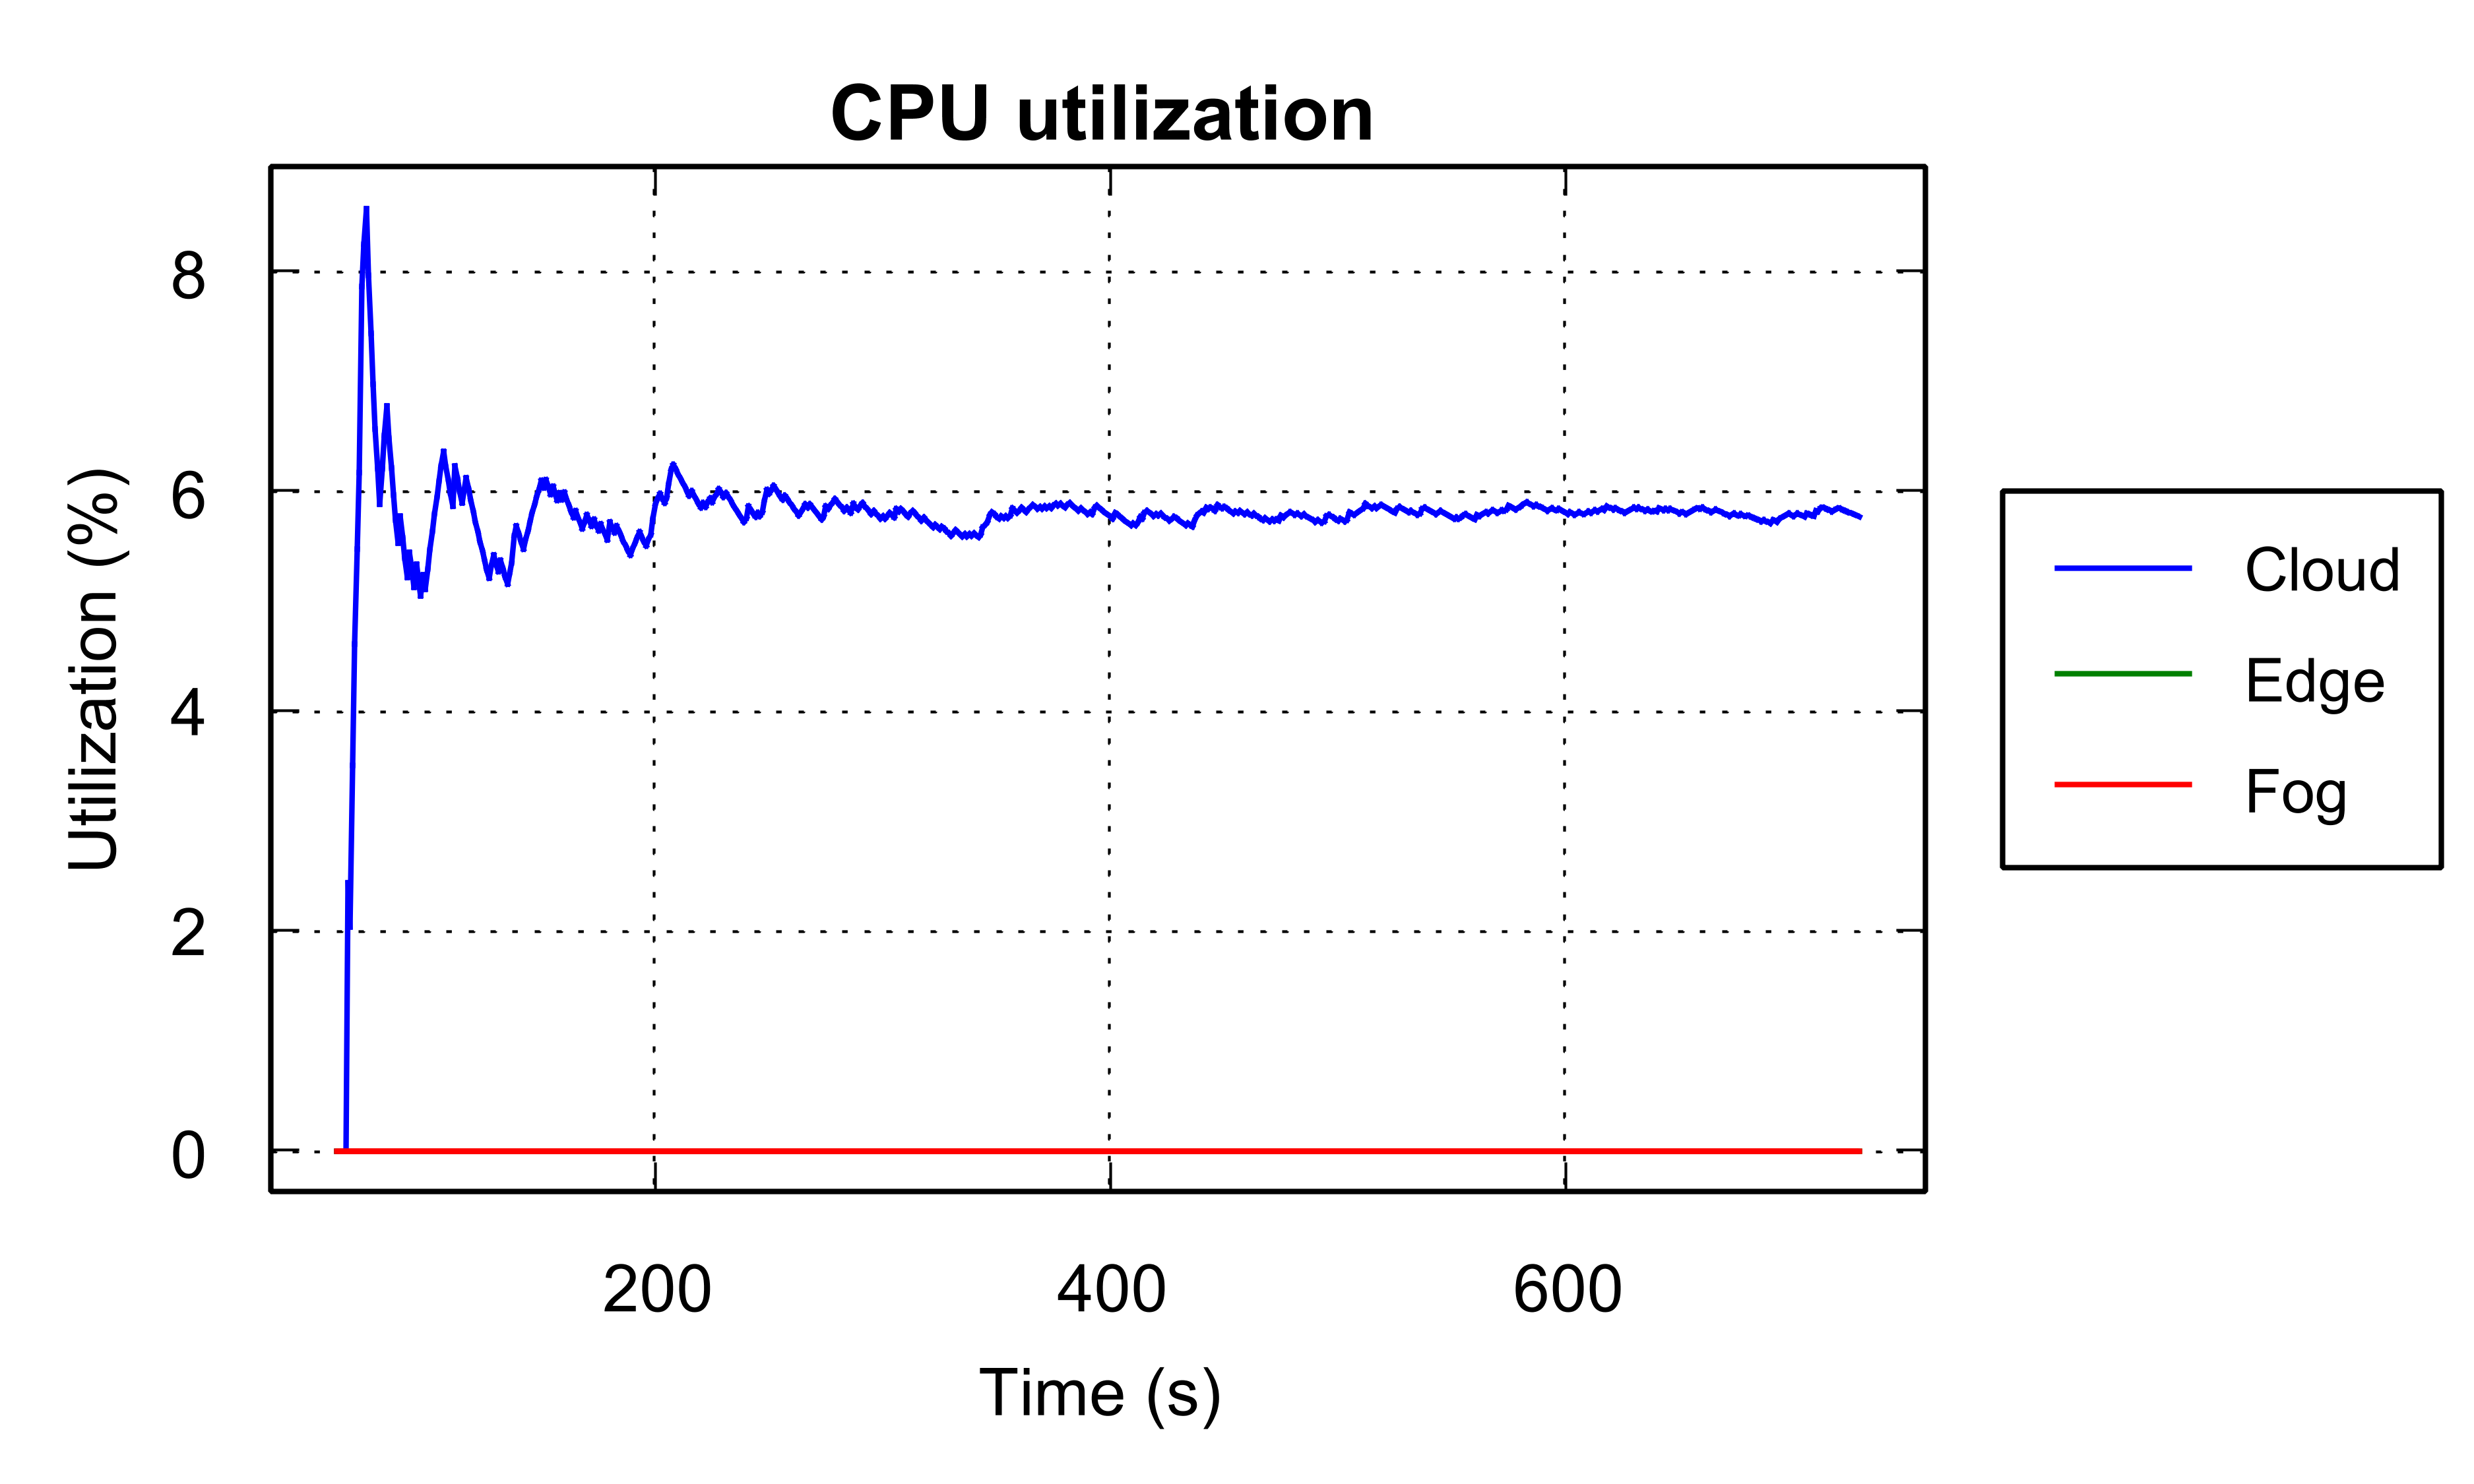 CPU utilization
Utilization (%)
8
6
4
2
0
200
400
600
Time (s)
Cloud
Edge
Fog